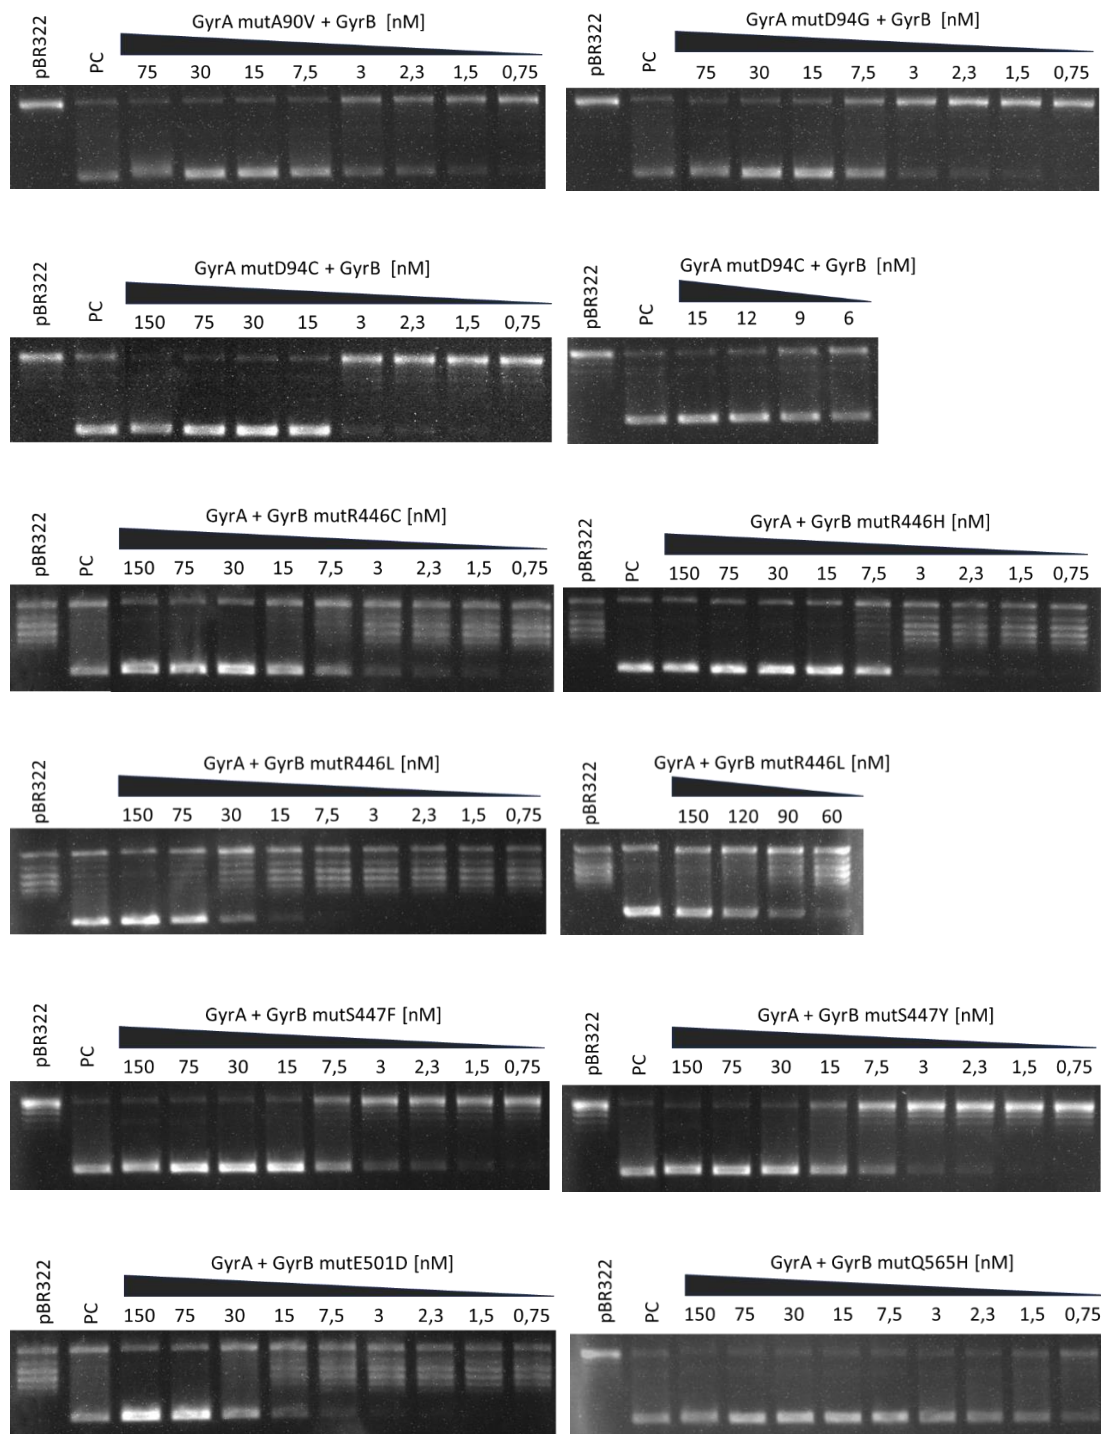 GyrA mutA90V + GyrB [nM]
pBR322 PC 75 30 15 7,5 3 2,3 1,5 0,75
GyrA mutD94G + GyrB [nM]
pBR322 PC 75 30 15 7,5 3 2,3 1,5 0,75
GyrA mutD94C + GyrB [nM]
pBR322 PC 150 75 30 15 3 2,3 1,5 0,75
GyrA mutD94C + GyrB [nM]
pBR322 PC 15 12 9 6
GyrA + GyrB mutR446C [nM]
pBR322 PC 150 75 30 15 7,5 3 2,3 1,5 0,75
GyrA + GyrB mutR446H [nM]
pBR322 PC 150 75 30 15 7,5 3 2,3 1,5 0,75
GyrA + GyrB mutR446L [nM]
pBR322 PC 150 75 30 15 7,5 3 2,3 1,5 0,75
GyrA + GyrB mutR446L [nM]
pBR322 PC 150 120 90 60
GyrA + GyrB mutS447F [nM]
pBR322 PC 150 75 30 15 7,5 3 2,3 1,5 0,75
GyrA + GyrB mutS447Y [nM]
pBR322 PC 150 75 30 15 7,5 3 2,3 1,5 0,75
GyrA + GyrB mutE501D [nM]
pBR322 PC 150 75 30 15 7,5 3 2,3 1,5 0,75
GyrA + GyrB mutQ565H [nM]
pBR322 PC 150 75 30 15 7,5 3 2,3 1,5 0,75